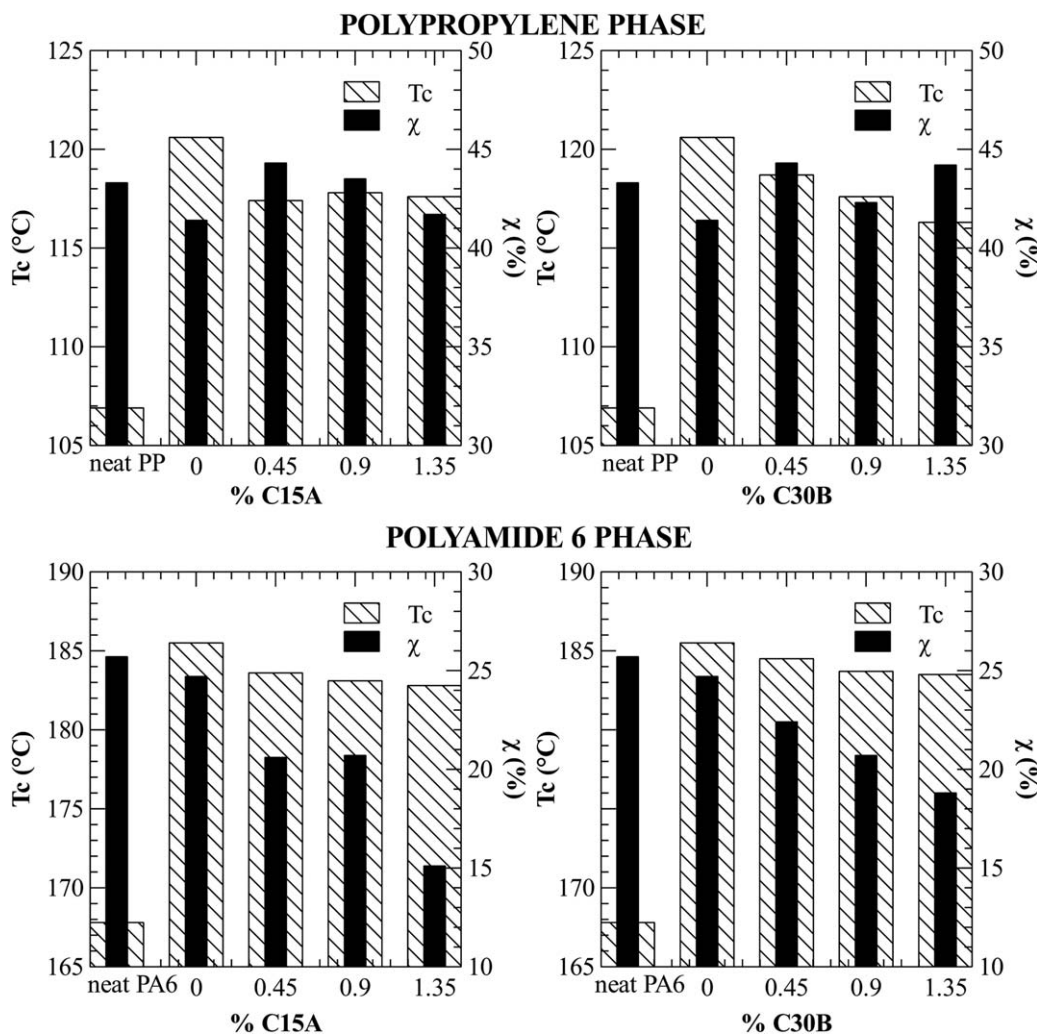 POLYPROPYLENE PHASE
125
120
115
110
105
Tc (°C)
Tc
χ
50
45
40
35
30
χ (%)
neat PP 0 0.45 0.9 1.35
% C15A
125
120
115
110
105
Tc (°C)
Tc
χ
50
45
40
35
30
χ (%)
neat PP 0 0.45 0.9 1.35
% C30B
POLYAMIDE 6 PHASE
190
185
180
175
170
165
Tc (°C)
Tc
χ
30
25
20
15
10
χ (%)
neat PA6 0 0.45 0.9 1.35
% C15A
190
185
170
165
Tc (°C)
Tc
χ
30
25
20
15
10
χ (%)
neat PA6 0 0.45 0.9 1.35
% C30B